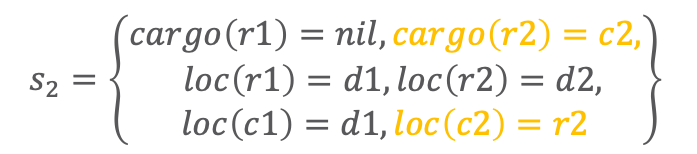 s₂ = { cargo(r1) = nil, cargo(r2) = c2,
loc(r1) = d1, loc(r2) = d2,
loc(c1) = d1, loc(c2) = r2 }